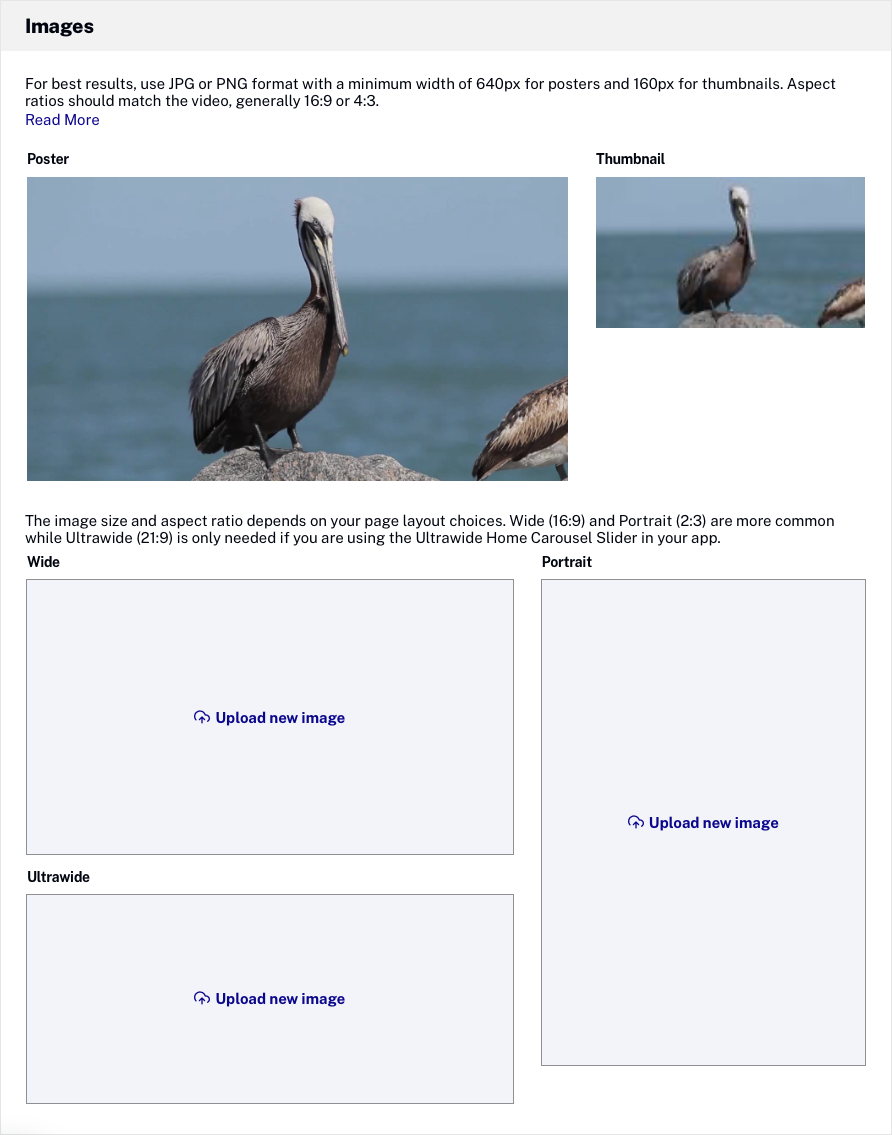 Images
For best results, use JPG or PNG format with a minimum width of 640px for posters and 160px for thumbnails. Aspect
ratios should match the video, generally 16:9 or 4:3.
Read More
Poster
Thumbnail
The image size and aspect ratio depends on your page layout choices. Wide (16:9) and Portrait (2:3) are more common
while Ultrawide (21:9) is only needed if you are using the Ultrawide Home Carousel Slider in your app.
Wide
Portrait
Upload new image
Upload new image
Ultrawide
Upload new image